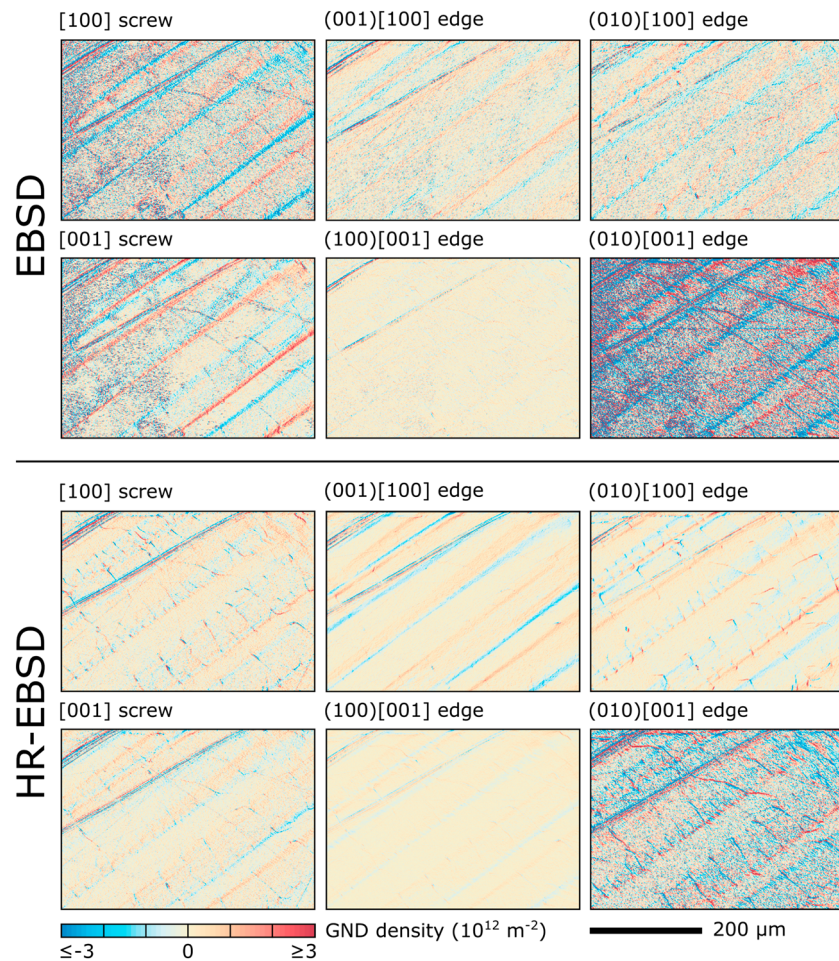 [100] screw
(001)[100] edge
(010)[100] edge
EBSD
[001] screw
(100)[001] edge
(010)[001] edge
[100] screw
(001)[100] edge
(010)[100] edge
HR-EBSD
[001] screw
(100)[001] edge
(010)[001] edge
≤-3 0 ≥3
GND density (10¹² m⁻²)
200 µm